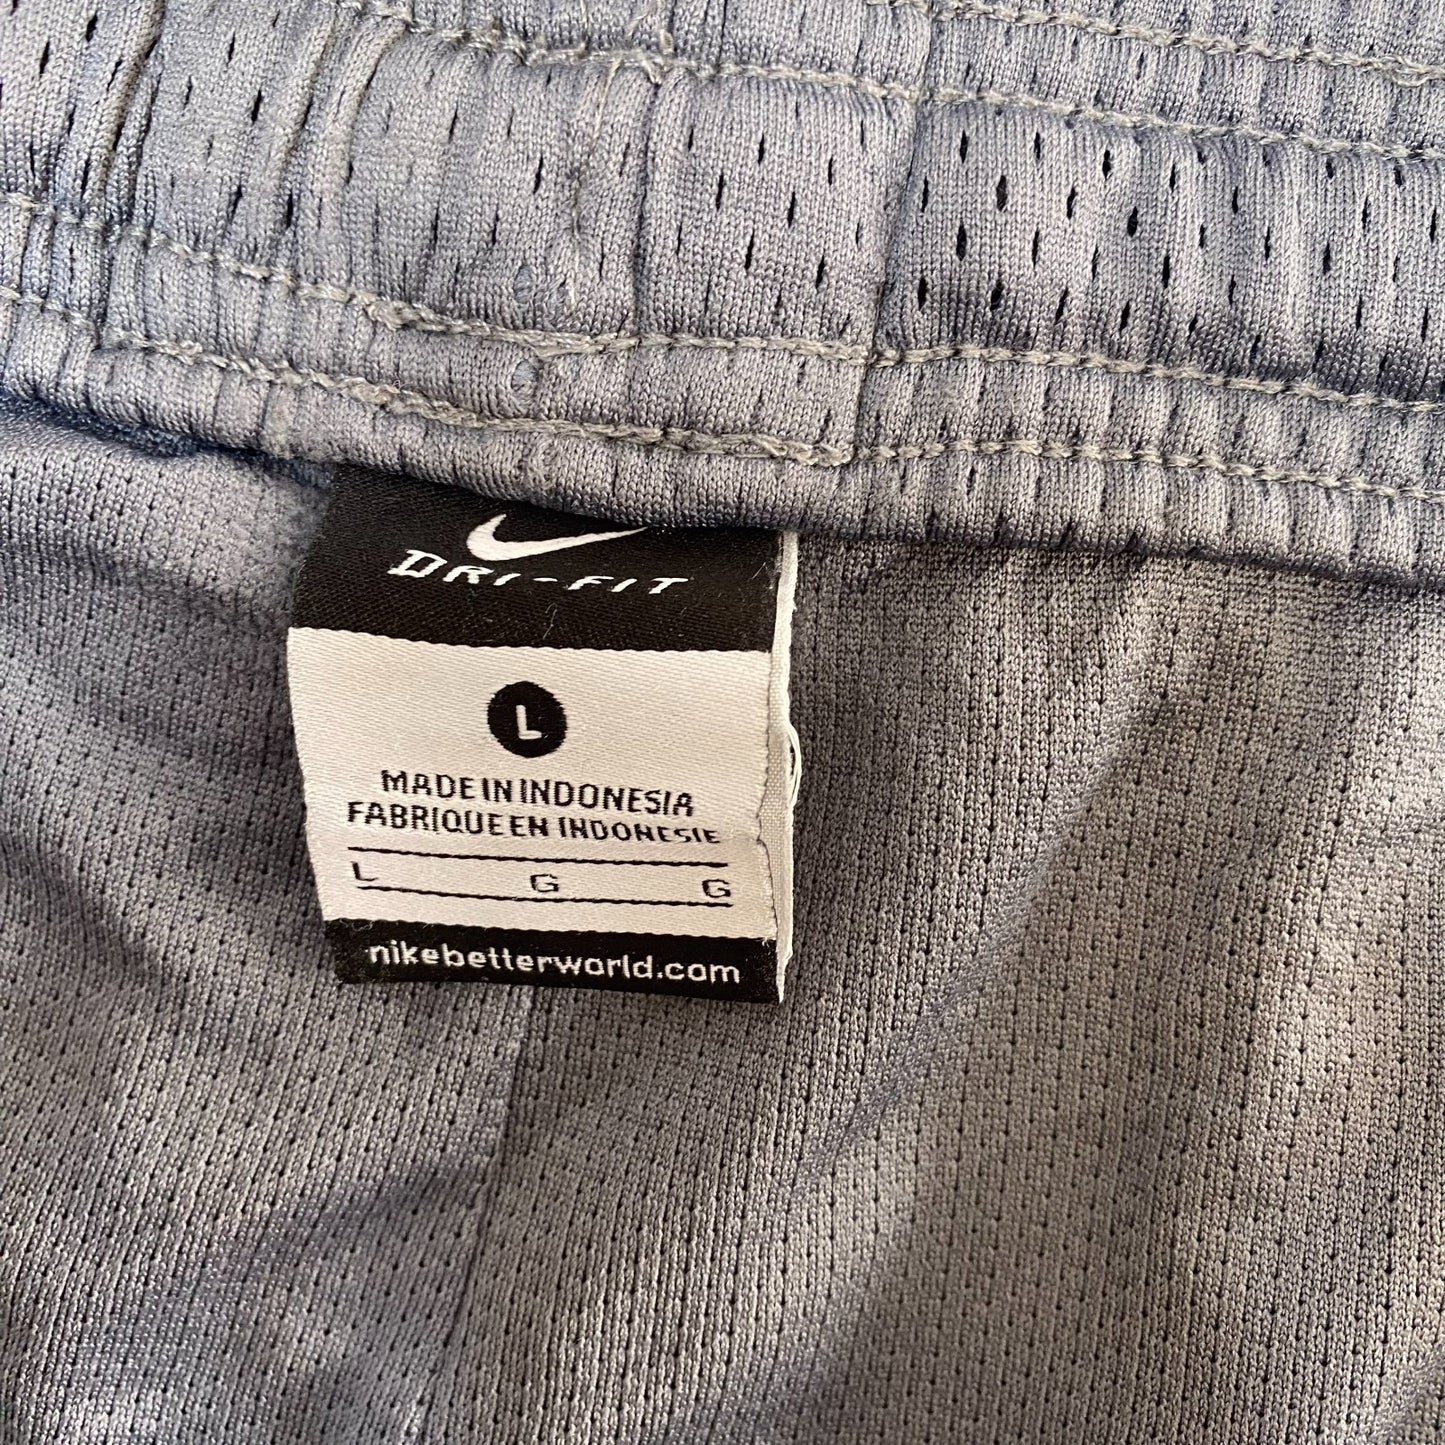 DRI-FIT
L
MADE IN INDONESIA
FABRIQUE EN INDONESIE
L G G
nikebetterworld.com